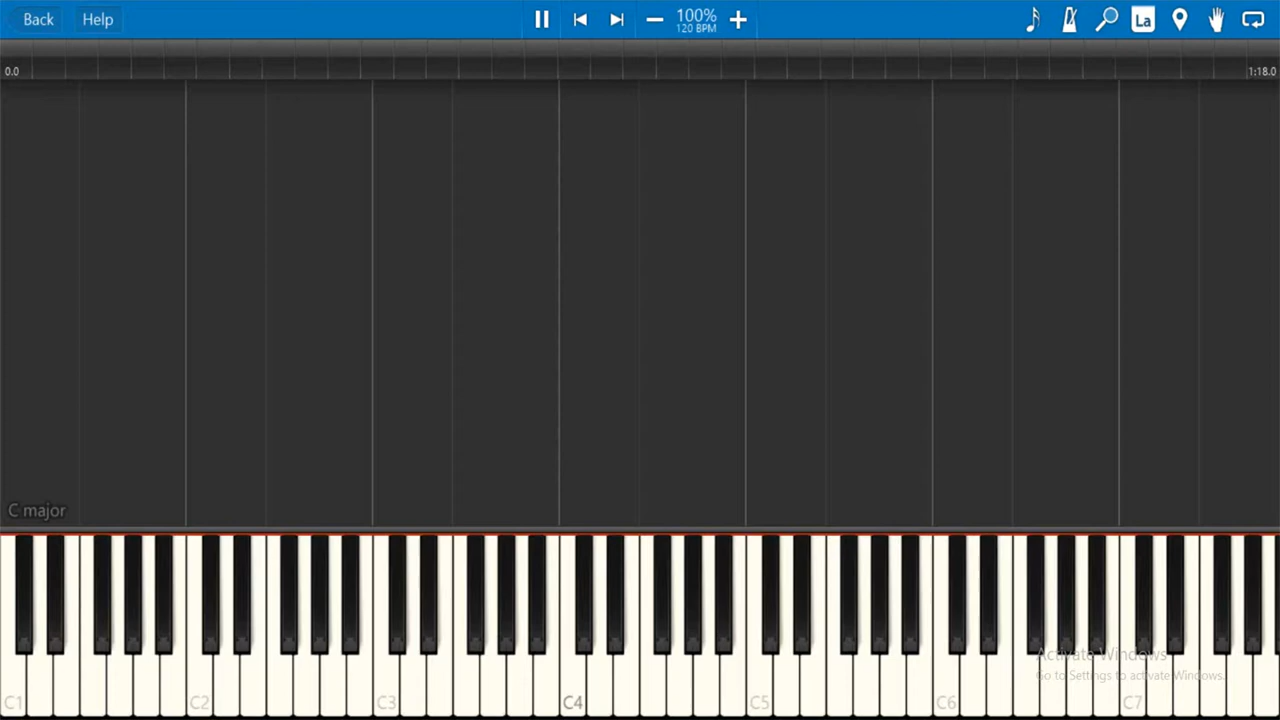 Back Help 100% La
120 BPM
0.0 1:18.0
C major
Activate Windows
Go to Settings to activate Windows.
C1 C2 C3 C4 C5 C6 C7